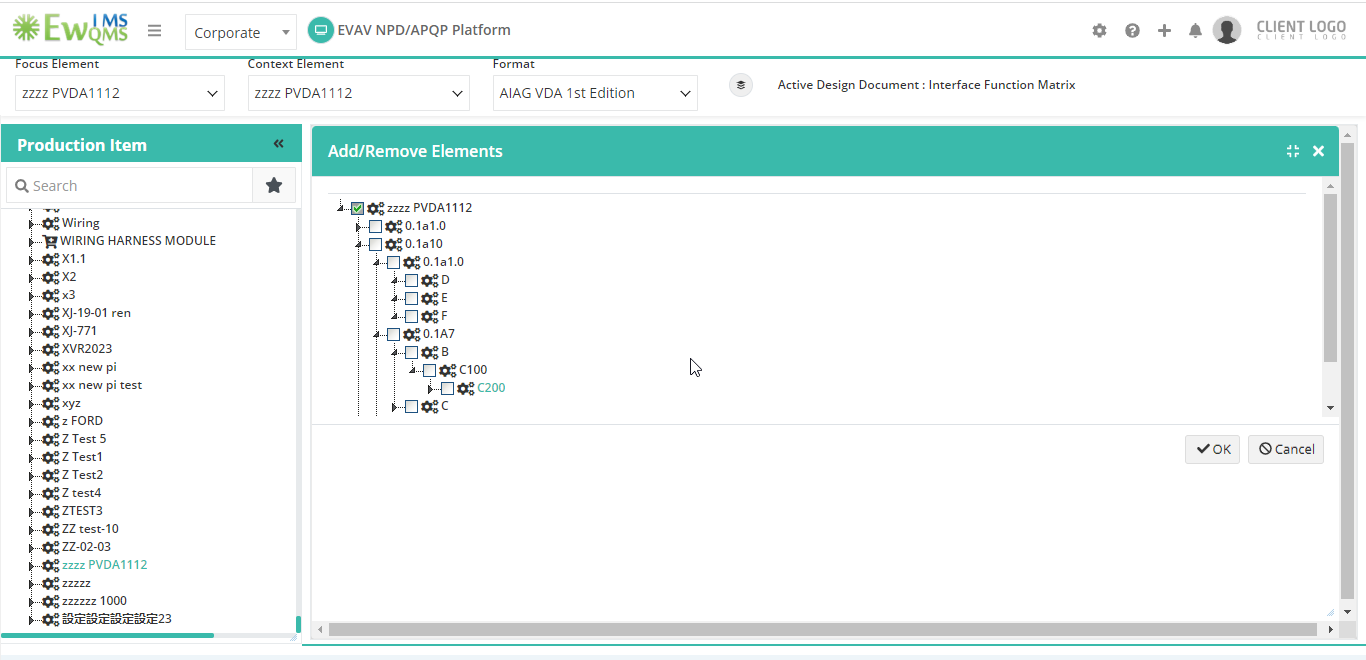 EwQMS IMS
Corporate
EVAV NPD/APQP Platform
CLIENT LOGO
CLIENT LOGO
Focus Element
Context Element
Format
zzzz PVDA1112
zzzz PVDA1112
AIAG VDA 1st Edition
Active Design Document : Interface Function Matrix
Production Item
Search
Wiring
WIRING HARNESS MODULE
X1.1
X2
x3
XJ-19-01 ren
XJ-771
XVR2023
xx new pi
xx new pi test
xyz
z FORD
Z Test 5
Z Test1
Z Test2
Z test4
ZTEST3
ZZ test-10
ZZ-02-03
zzzz PVDA1112
zzzzz
zzzzzz 1000
設定設定設定設定23
Add/Remove Elements
zzzz PVDA1112
0.1a1.0
0.1a10
0.1a1.0
D
E
F
0.1A7
B
C100
C200
C
OK
Cancel